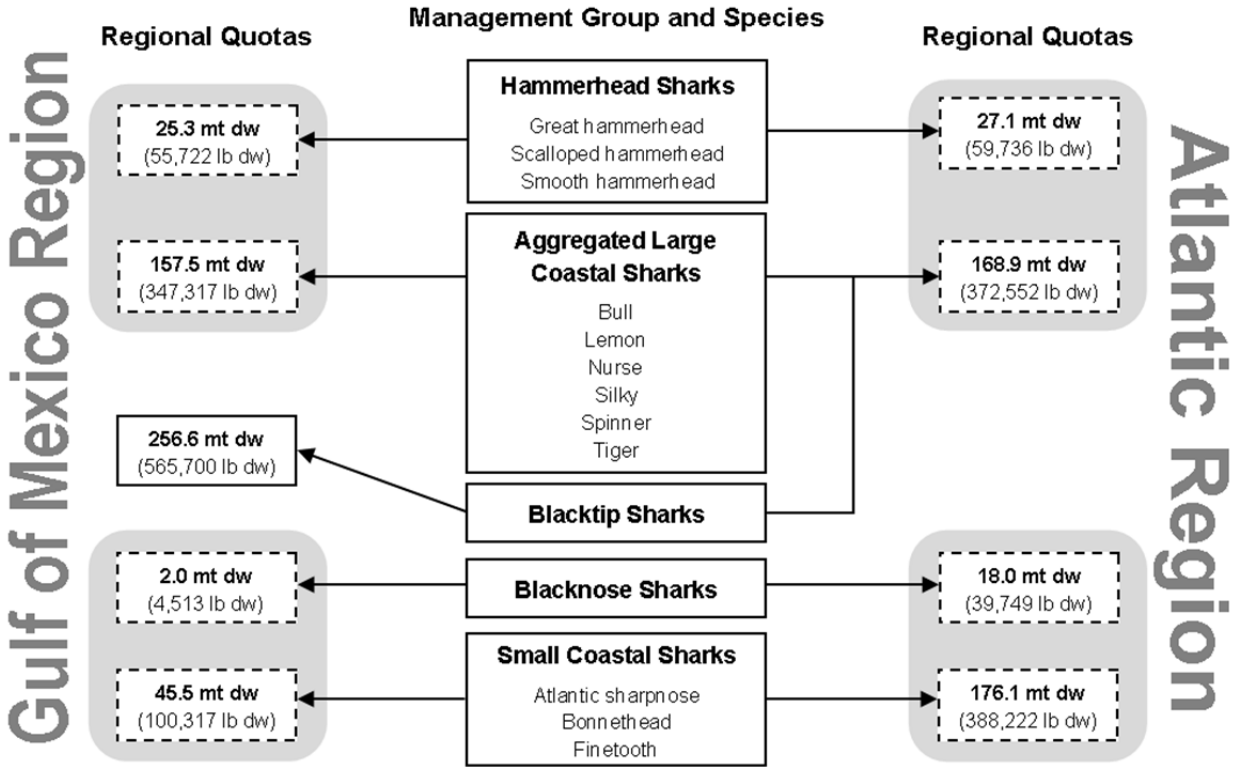 Management Group and Species
Regional Quotas
Regional Quotas
Gulf of Mexico Region
25.3 mt dw
(55,722 lb dw)
157.5 mt dw
(347,317 lb dw)
256.6 mt dw
(565,700 lb dw)
2.0 mt dw
(4,513 lb dw)
45.5 mt dw
(100,317 lb dw)
Hammerhead Sharks
Great hammerhead
Scalloped hammerhead
Smooth hammerhead
Aggregated Large
Coastal Sharks
Bull
Lemon
Nurse
Silky
Spinner
Tiger
Blacktip Sharks
Blacknose Sharks
Small Coastal Sharks
Atlantic sharpnose
Bonnethead
Finetooth
27.1 mt dw
(59,736 lb dw)
168.9 mt dw
(372,552 lb dw)
18.0 mt dw
(39,749 lb dw)
176.1 mt dw
(388,222 lb dw)
Atlantic Region